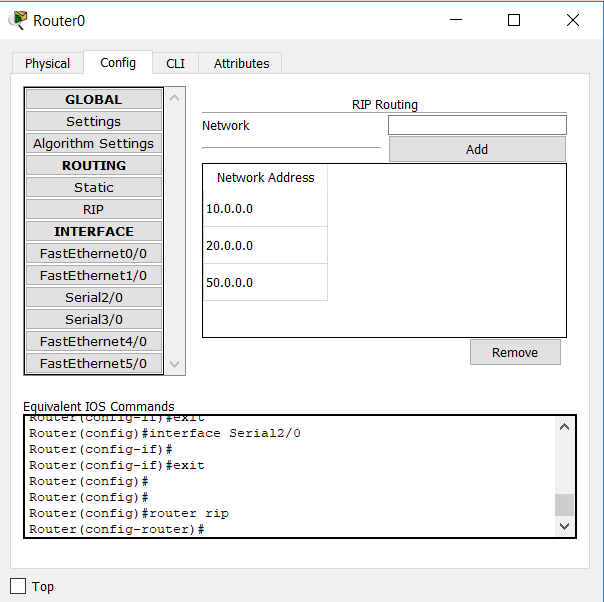 Router0
Physical Config CLI Attributes
GLOBAL
Settings
Algorithm Settings
ROUTING
Static
RIP
INTERFACE
FastEthernet0/0
FastEthernet1/0
Serial2/0
Serial3/0
FastEthernet4/0
FastEthernet5/0
RIP Routing
Network
Add
Network Address
10.0.0.0
20.0.0.0
50.0.0.0
Remove
Equivalent IOS Commands
Router(config-if)#exit
Router(config)#interface Serial2/0
Router(config-if)#
Router(config-if)#exit
Router(config)#
Router(config)#
Router(config)#router rip
Router(config-router)#
Top